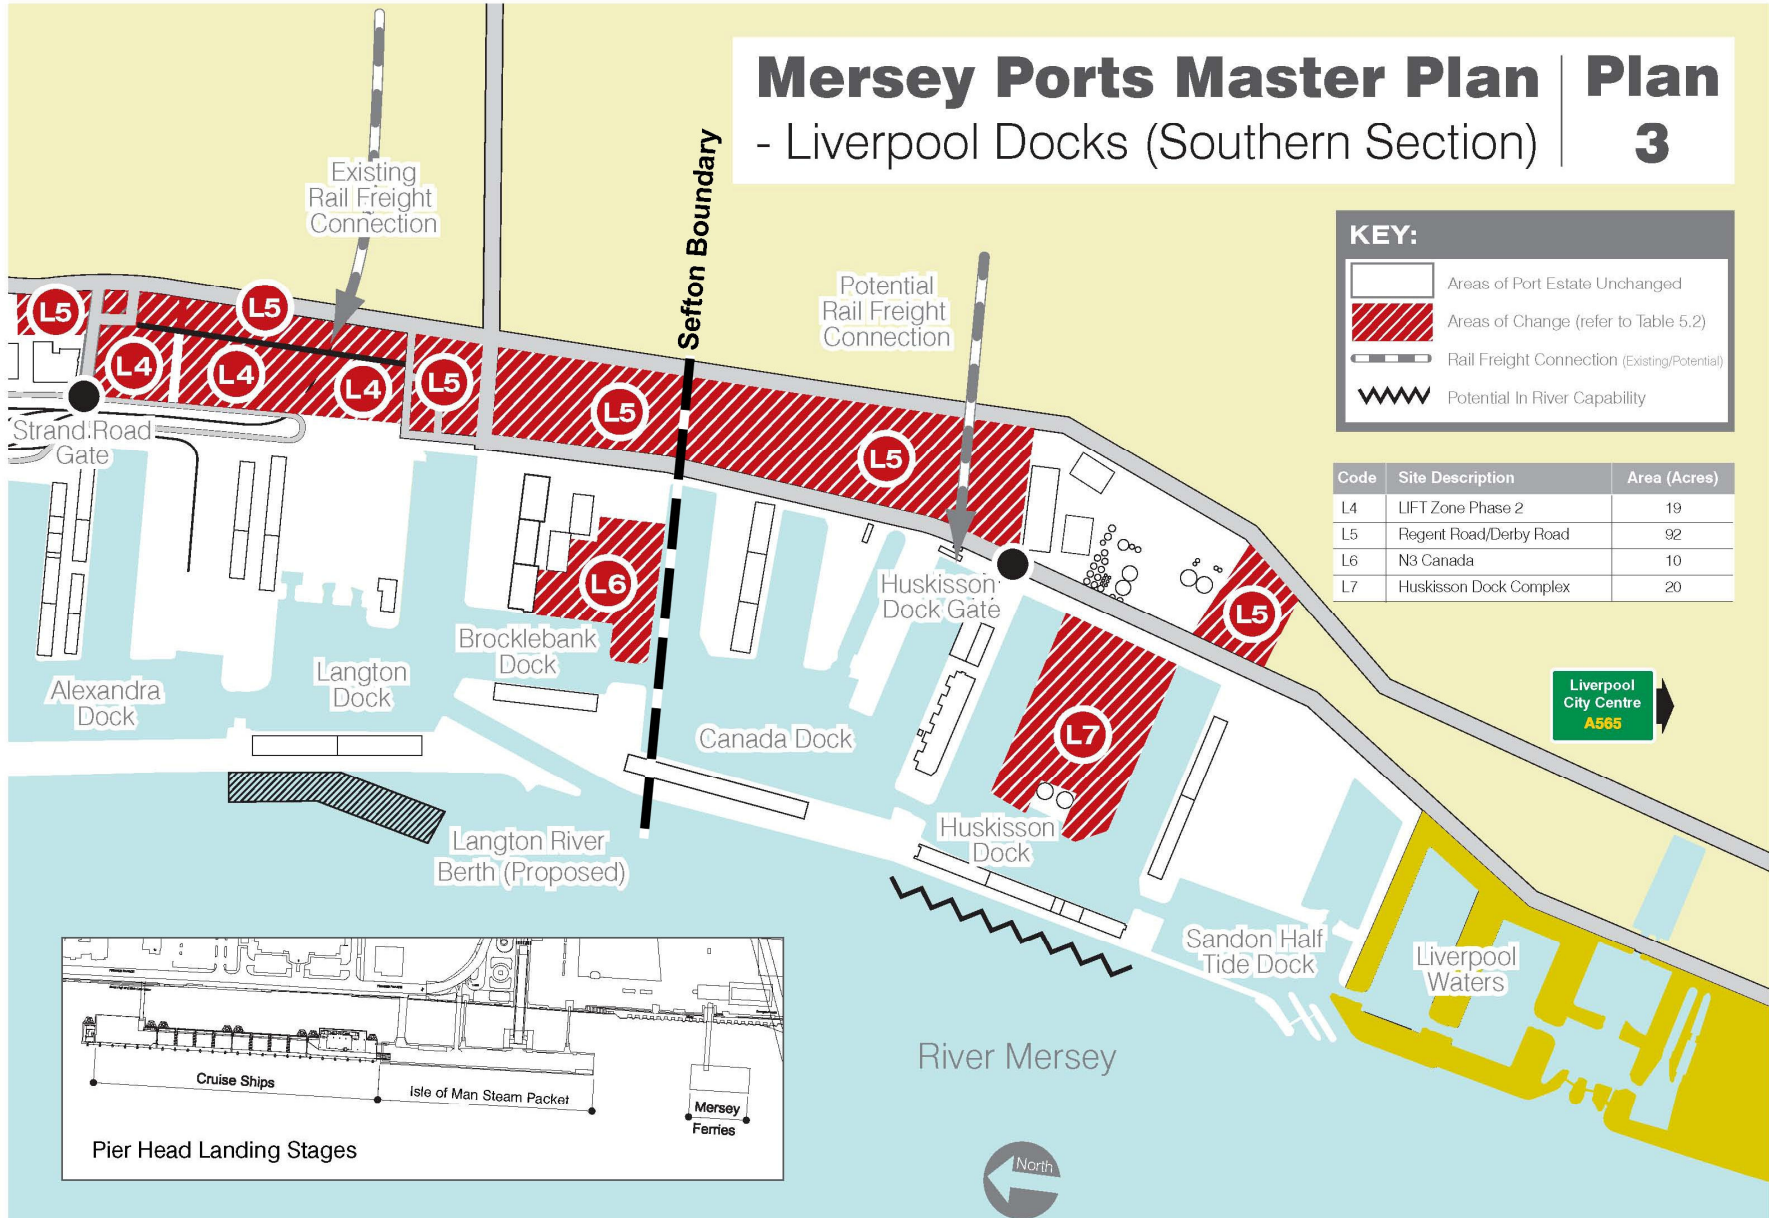 Mersey Ports Master Plan
- Liverpool Docks (Southern Section)
Plan
3
Existing
Rail Freight
Connection
Sefton Boundary
Potential
Rail Freight
Connection
KEY:
Areas of Port Estate Unchanged
Areas of Change (refer to Table 5.2)
Rail Freight Connection (Existing/Potential)
Potential In River Capability
Code Site Description Area (Acres)
L4 LIFT Zone Phase 2 19
L5 Regent Road/Derby Road 92
L6 N3 Canada 10
L7 Huskisson Dock Complex 20
L5
L5
L4
L4
L4
L5
L5
L5
L5
L6
L7
Strand Road
Gate
Huskisson
Dock Gate
Alexandra
Dock
Langton
Dock
Brocklebank
Dock
Canada Dock
Huskisson
Dock
Langton River
Berth (Proposed)
Sandon Half
Tide Dock
Liverpool
Waters
Liverpool
City Centre
A565
River Mersey
North
Cruise Ships
Isle of Man Steam Packet
Mersey
Ferries
Pier Head Landing Stages